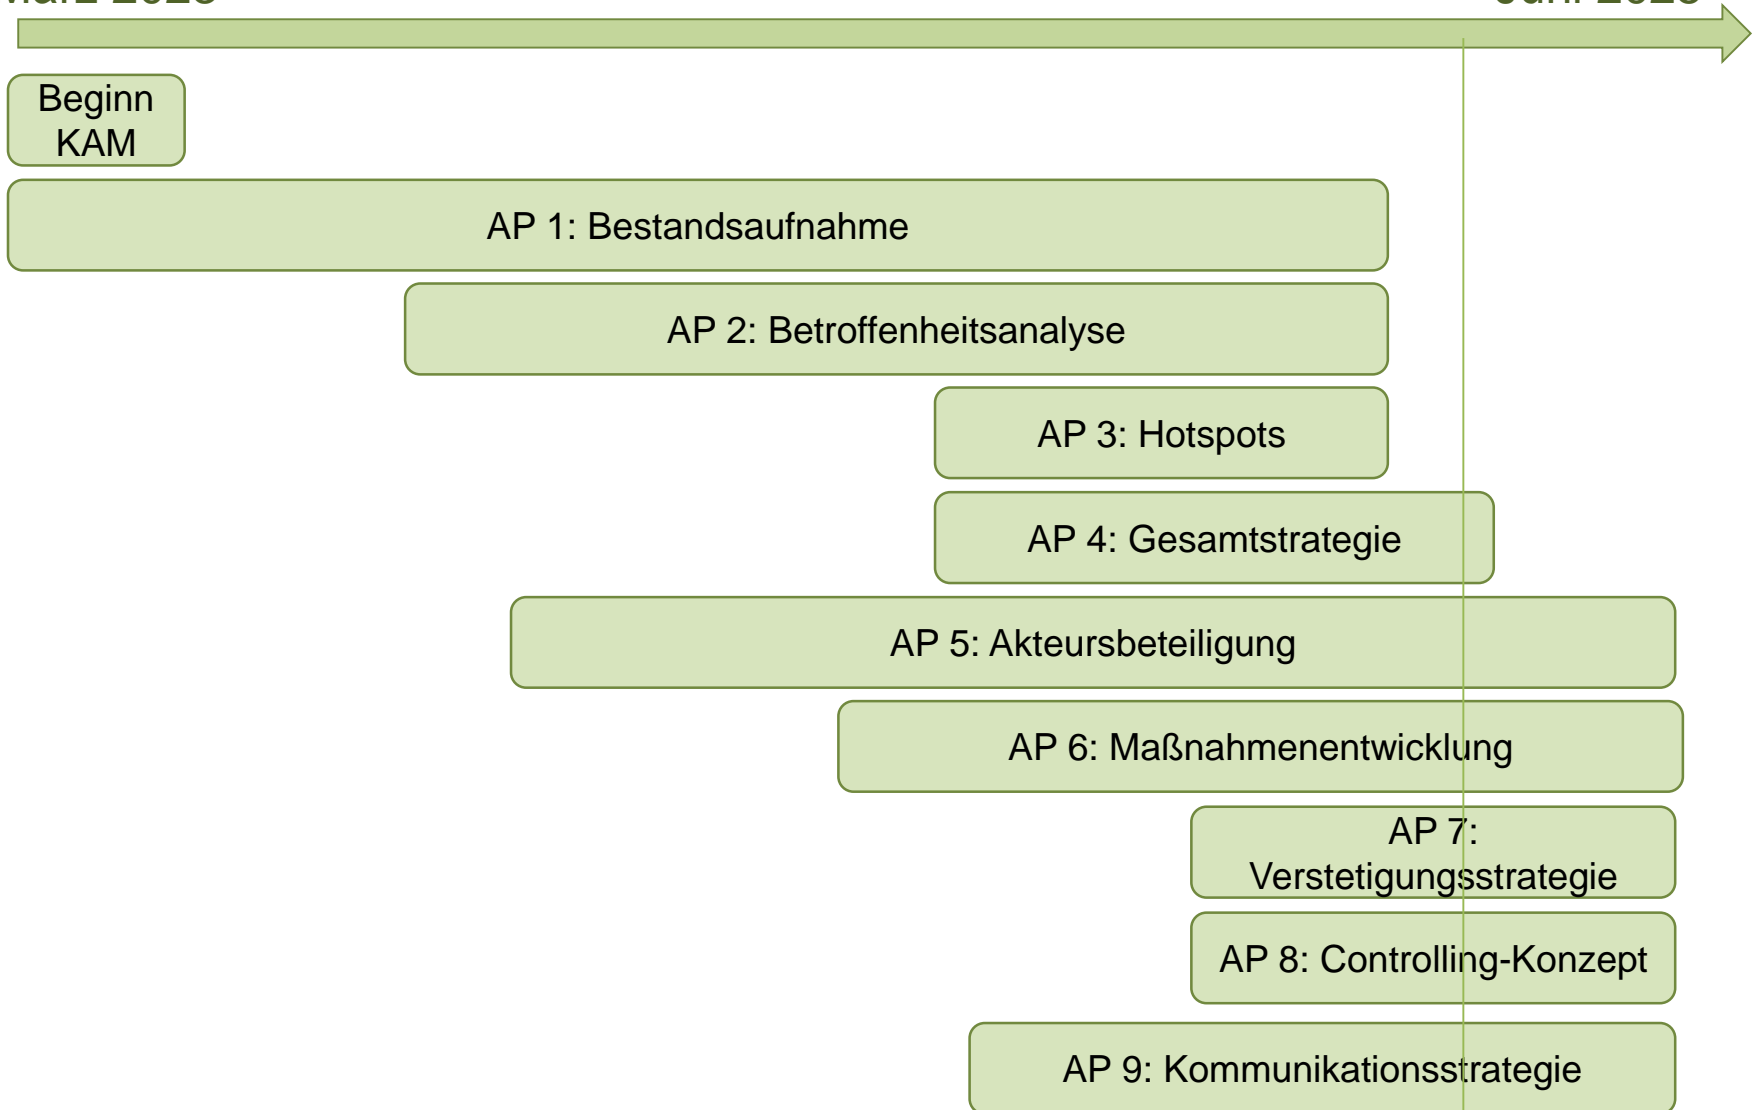 Beginn
KAM
AP 1: Bestandsaufnahme
AP 2: Betroffenheitsanalyse
AP 3: Hotspots
AP 4: Gesamtstrategie
AP 5: Akteursbeteiligung
AP 6: Maßnahmenentwicklung
AP 7:
Verstetigungsstrategie
AP 8: Controlling-Konzept
AP 9: Kommunikationsstrategie